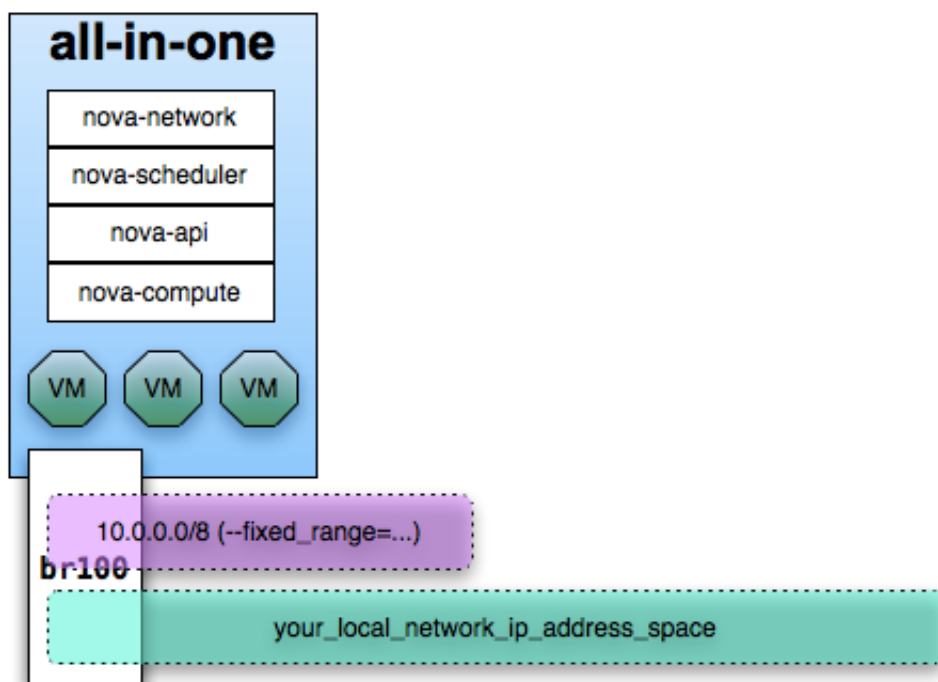 all-in-one
nova-network
nova-scheduler
nova-api
nova-compute
VM VM VM
10.0.0.0/8 (--fixed_range=...)
br100
your_local_network_ip_address_space